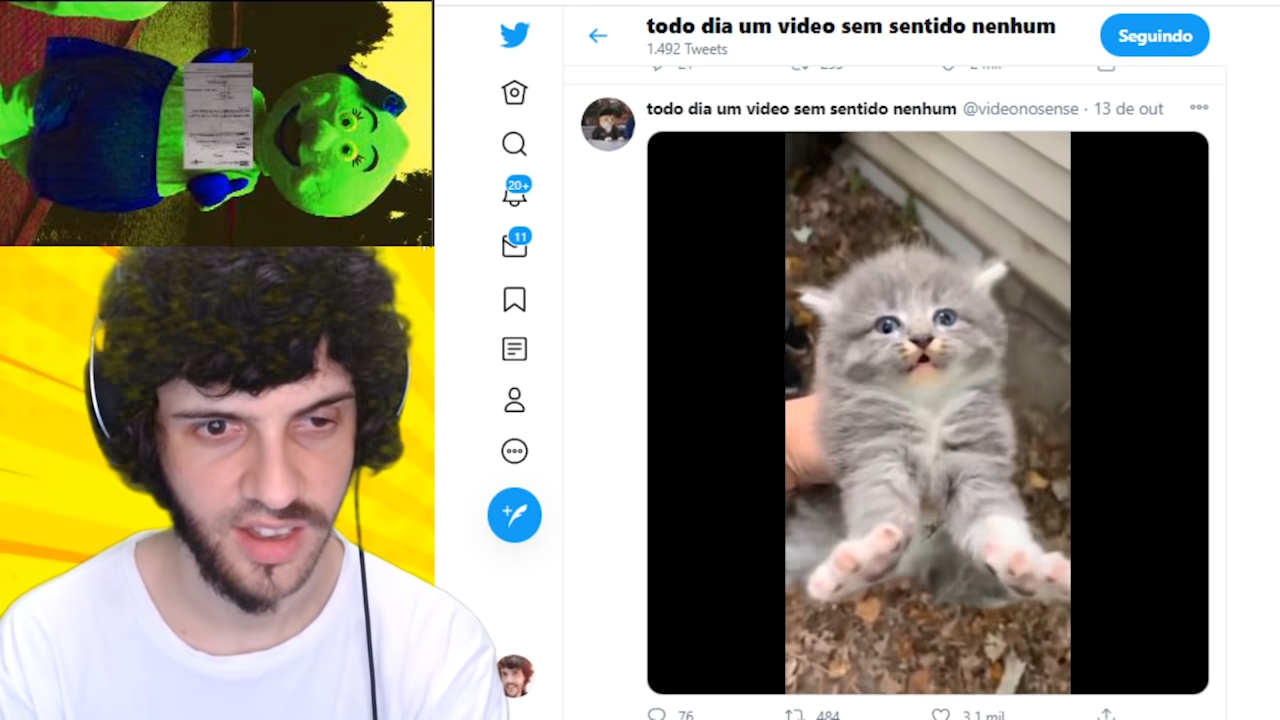 todo dia um video sem sentido nenhum
1.492 Tweets
Seguindo
20+
11
todo dia um video sem sentido nenhum @videonosense · 13 de out
76
484
3,1 mil